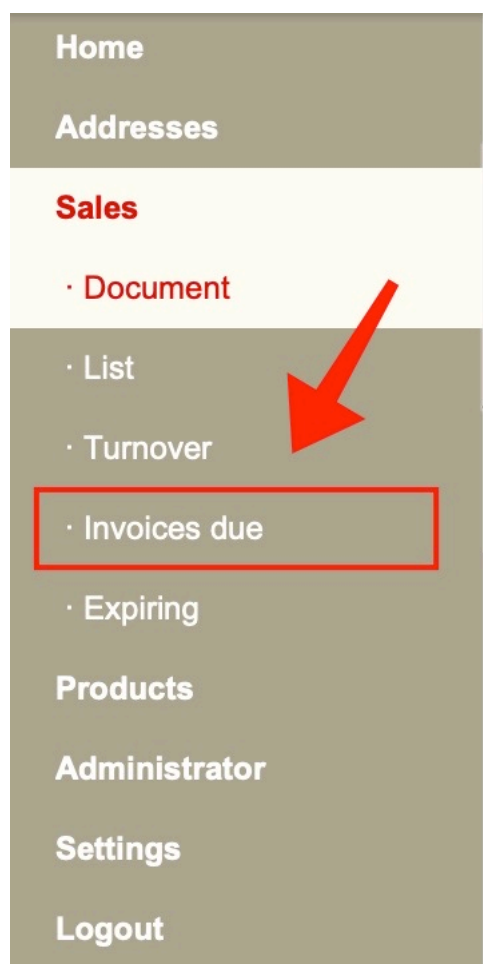 Home
Addresses
Sales
· Document
· List
· Turnover
· Invoices due
· Expiring
Products
Administrator
Settings
Logout